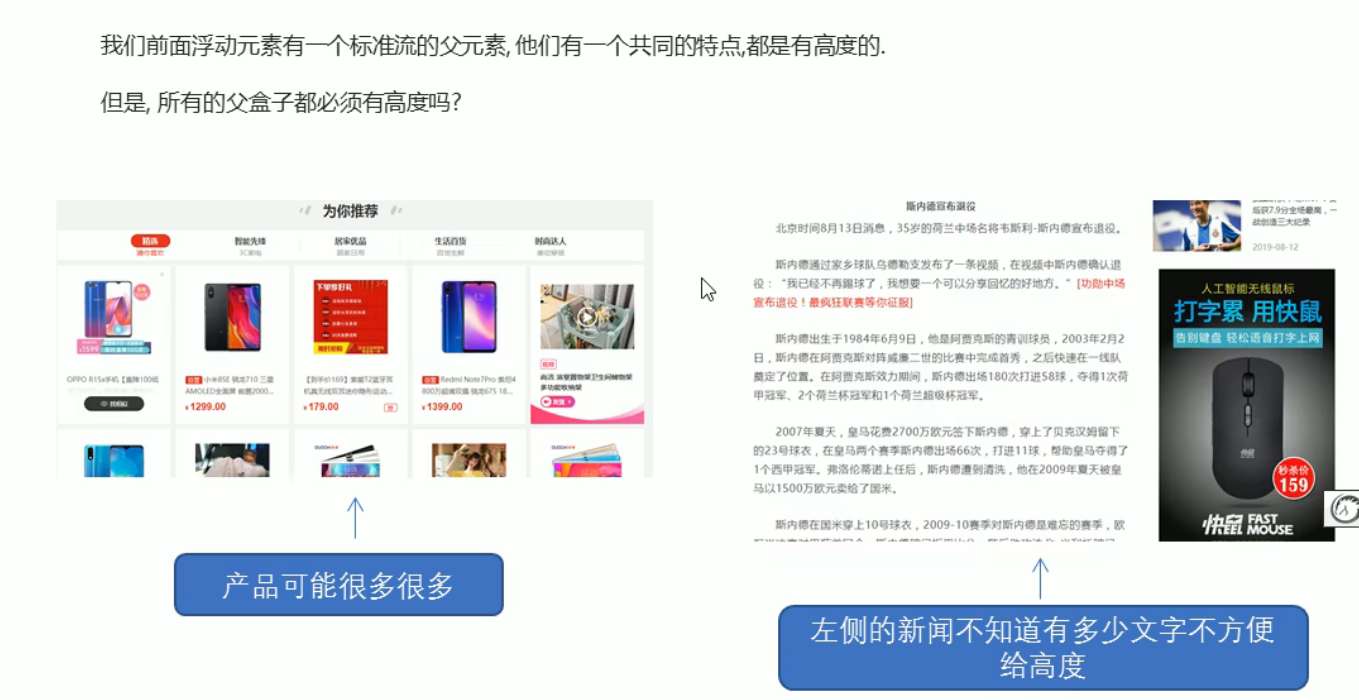 我们前面浮动元素有一个标准流的父元素, 他们有一个共同的特点,都是有高度的.
但是, 所有的父盒子都必须有高度吗?
为你推荐
精选
智能先锋
居家优品
生活百货
时尚达人
猜你喜欢
3C家电
居家日用
百货生鲜
美妆穿搭
¥1599
OPPO R15x手机【直降100低
找相似
自营 小米8SE 骁龙710 三星
AMOLED全面屏 前置2000...
¥1299.00
下单享好礼
【到手价169】索爱T2蓝牙耳
¥179.00
券
自营 Redmi Note7Pro 索尼4
800万超清双摄 骁龙675 18...
¥1399.00
尚活 浴室置物架卫生间储物架
多功能收纳架
产品可能很多很多
斯内德宣布退役
北京时间8月13日消息，35岁的荷兰中场名将韦斯利-斯内德宣布退役。
斯内德通过家乡球队乌德勒支发布了一条视频，在视频中斯内德确认退
役：“我已经不再踢球了，我想要一个可以分享回忆的好地方。”[功勋中场
宣布退役！最疯狂联赛等你征服]
斯内德出生于1984年6月9日，他是阿贾克斯的青训球员，2003年2月2
日，斯内德在阿贾克斯对阵威廉二世的比赛中完成首秀，之后快速在一线队
奠定了位置。在阿贾克斯效力期间，斯内德出场180次打进58球，夺得1次荷
甲冠军、2个荷兰杯冠军和1个荷兰超级杯冠军。
2007年夏天，皇马花费2700万欧元签下斯内德，穿上了贝克汉姆留下
的23号球衣，在皇马两个赛季斯内德出场66次，打进11球，帮助皇马夺得了
1个西甲冠军。弗洛伦蒂诺上任后，斯内德遭到清洗，他在2009年夏天被皇
马以1500万欧元卖给了国米。
斯内德在国米穿上10号球衣，2009-10赛季对斯内德是难忘的赛季，欧
后获7.9分全场最高，一
战创造三大纪录
2019-08-12
人工智能无线鼠标
打字累 用快鼠
告别键盘 轻松语音打字上网
秒杀价
159
快鼠 FAST
REEL MOUSE
左侧的新闻不知道有多少文字不方便
给高度